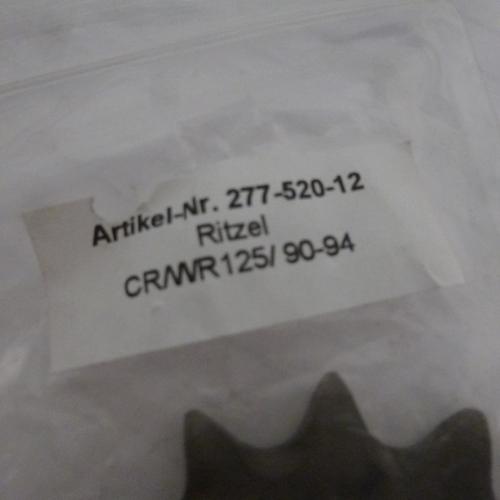 Artikel-Nr. 277-520-12
Ritzel
CR/WR125/ 90-94